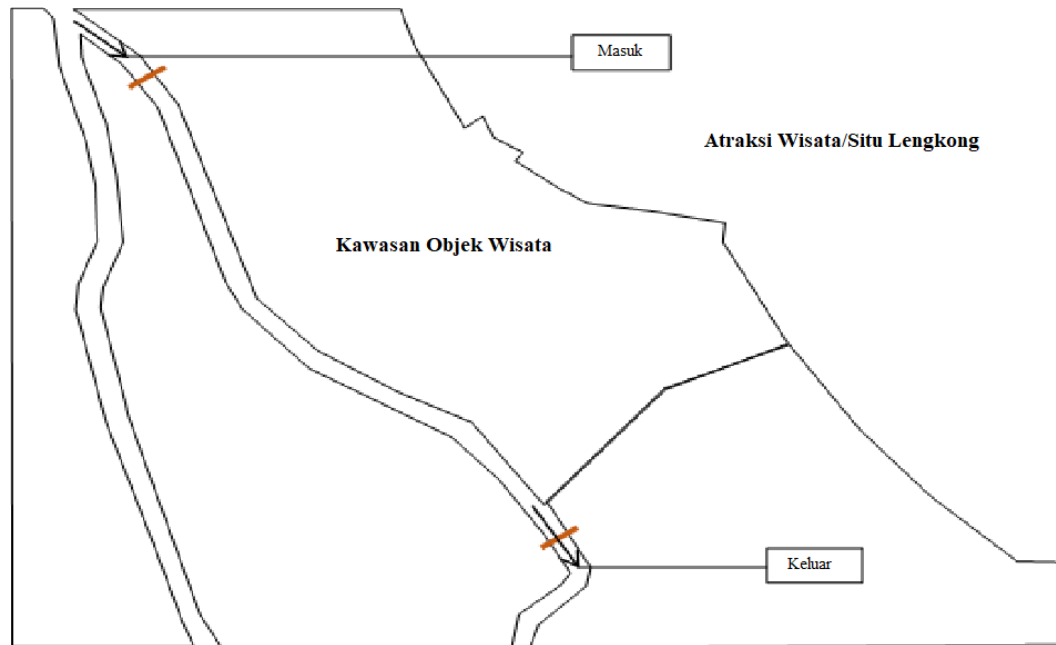 Masuk
Atraksi Wisata/Situ Lengkong
Kawasan Objek Wisata
Keluar